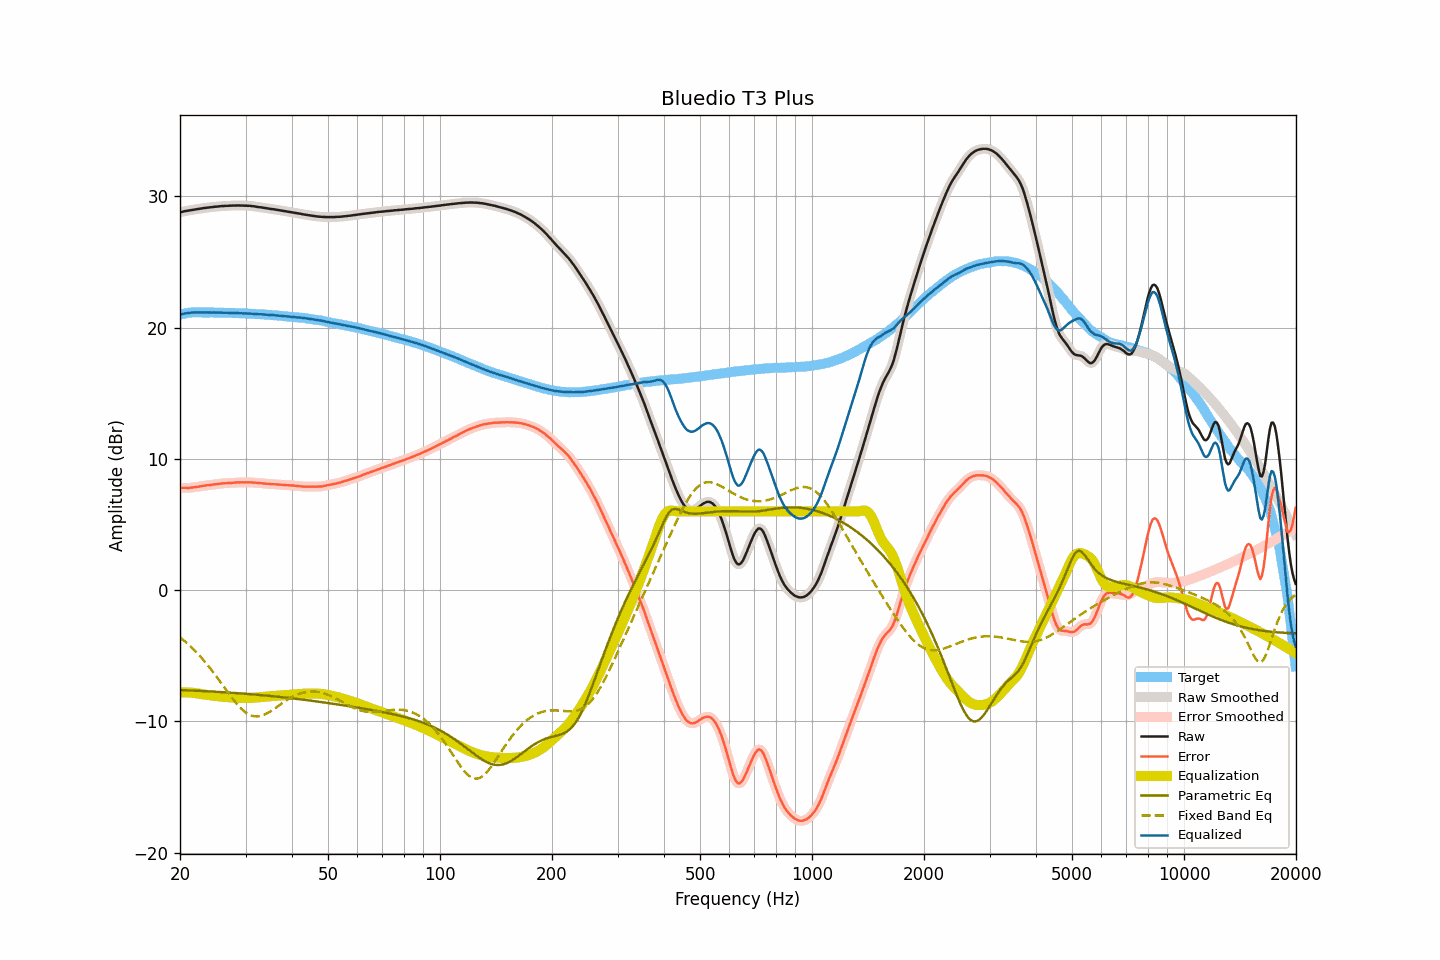 Bluedio T3 Plus
Amplitude (dBr)
30
20
10
0
−10
−20
20
50
100
200
500
1000
2000
5000
10000
20000
Frequency (Hz)
Target
Raw Smoothed
Error Smoothed
Raw
Error
Equalization
Parametric Eq
Fixed Band Eq
Equalized